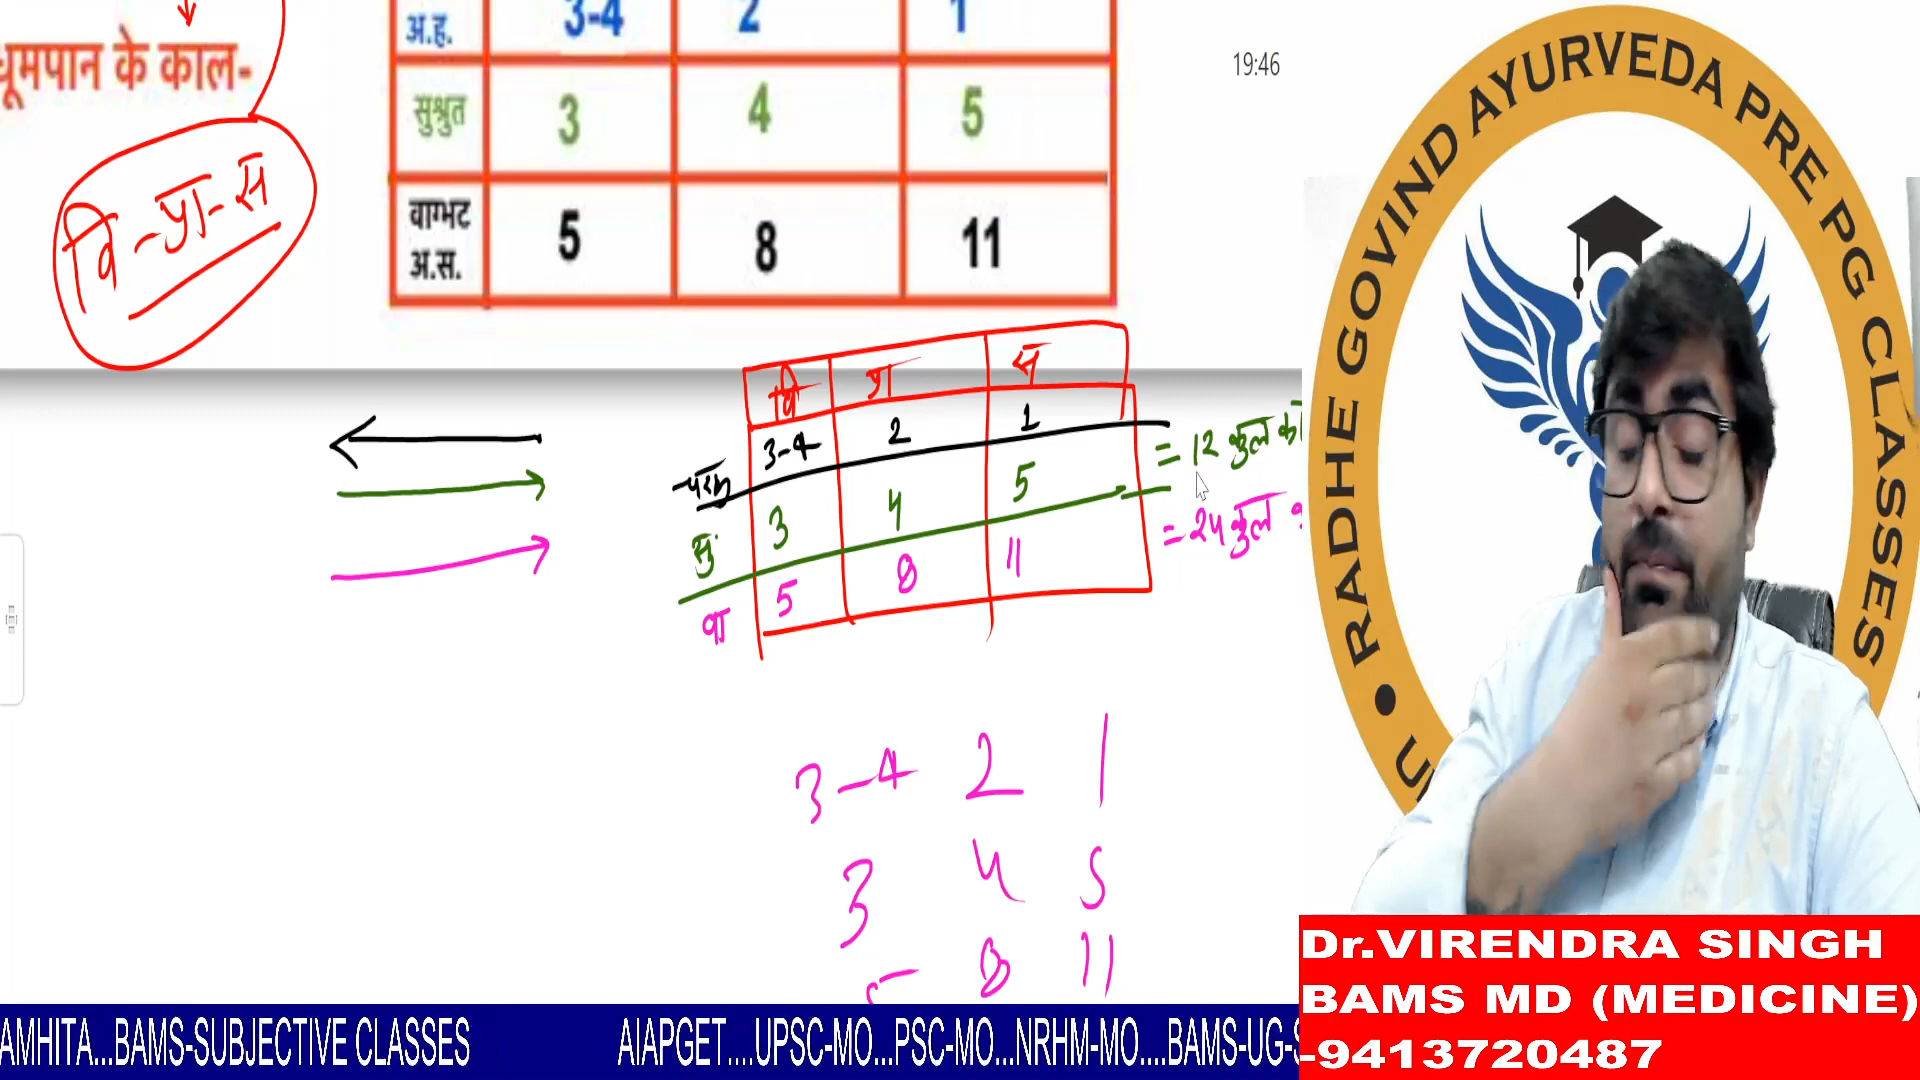 अ.ह. 3-4 2 1
धूमपान के काल-
19:46
सुश्रुत 3 4 5
वि-प्रा-स
वाग्भट अ.स. 5 8 11
वि प्रा स
3-4 2 1
चरक
= 12 कुल का
सु. 3 4 5
= 24 कुल
वा 5 8 11
3-4 2 1
3 4 5
5 8 11
RADHE GOVIND AYURVEDA PRE PG CLASSES
Dr.VIRENDRA SINGH
BAMS MD (MEDICINE)
-9413720487
AMHITA...BAMS-SUBJECTIVE CLASSES AIAPGET....UPSC-MO...PSC-MO...NRHM-MO....BAMS-UG-S